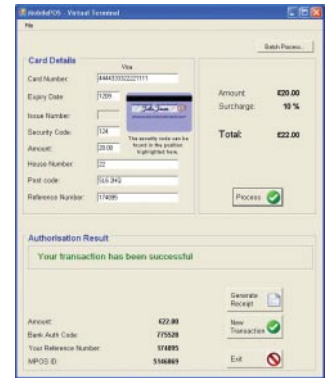 MobilePOS - Virtual Terminal
File
Batch Process...
Card Details
Visa
Card Number: 4444333322221111
Expiry Date: 1209
Issue Number:
Security Code: 124
Amount: 20.00
House Number: 22
Post code: SL6 3HQ
Reference Number: 174895
The security code can be
found in the position
highlighted here.
Amount: £20.00
Surcharge: 10 %
Total: £22.00
Process
Authorisation Result
Your transaction has been successful
Generate
Receipt
Amount: £22.00
Bank Auth Code: 775528
Your Reference Number: 174895
MPOS ID: 5146869
New
Transaction
Exit